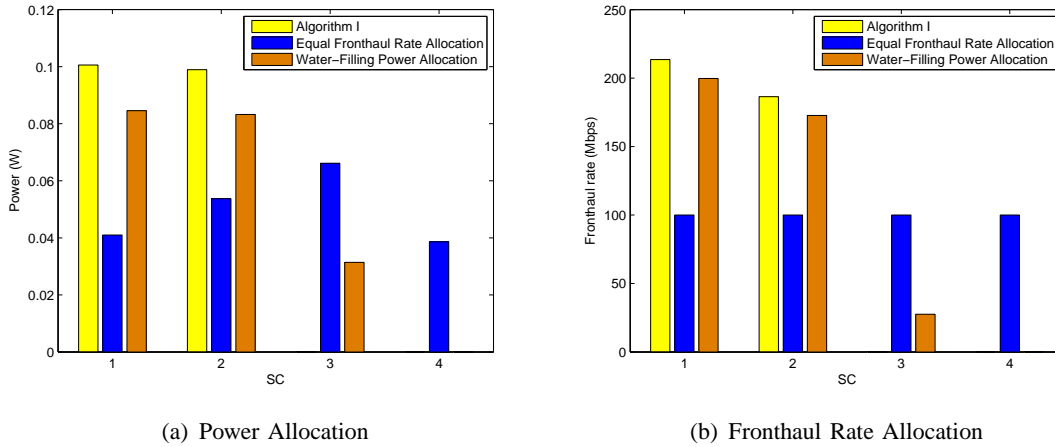 0.12
0.1
0.08
0.06
0.04
0.02
0
Power (W)
1 2 3 4
SC
Algorithm I
Equal Fronthaul Rate Allocation
Water−Filling Power Allocation
(a) Power Allocation
250
200
150
100
50
0
Fronthaul rate (Mbps)
1 2 3 4
SC
Algorithm I
Equal Fronthaul Rate Allocation
Water−Filling Power Allocation
(b) Fronthaul Rate Allocation